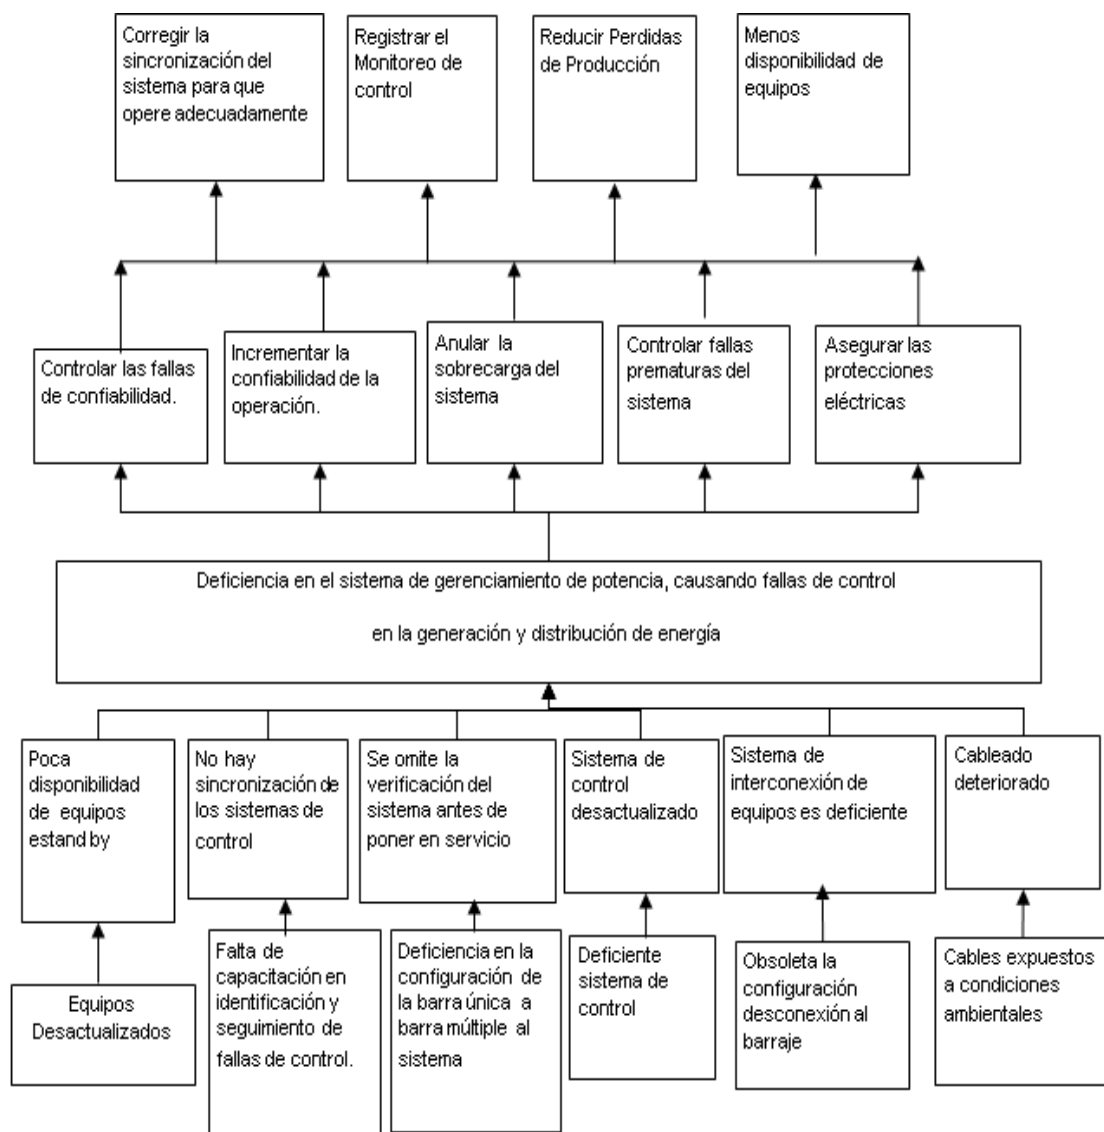 Corregir la
sincronización del
sistema para que
opere adecuadamente
Registrar el
Monitoreo de
control
Reducir Perdidas
de Producción
Menos
disponibilidad de
equipos
Controlar las fallas
de confiabilidad.
Incrementar la
confiabilidad de la
operación.
Anular la
sobrecarga del
sistema
Controlar fallas
prematuras del
sistema
Asegurar las
protecciones
eléctricas
Deficiencia en el sistema de gerenciamiento de potencia, causando fallas de control
en la generación y distribución de energía
Poca
disponibilidad
de equipos
estand by
No hay
sincronización de
los sistemas de
control
Se omite la
verificación del
sistema antes de
poner en servicio
Sistema de
control
desactualizado
Sistema de
interconexión de
equipos es deficiente
Cableado
deteriorado
Equipos
Desactualizados
Falta de
capacitación en
identificación y
seguimiento de
fallas de control.
Deficiencia en la
configuración de
la barra única a
barra múltiple al
sistema
Deficiente
sistema de
control
Obsoleta la
configuración
desconexión al
barraje
Cables expuestos
a condiciones
ambientales